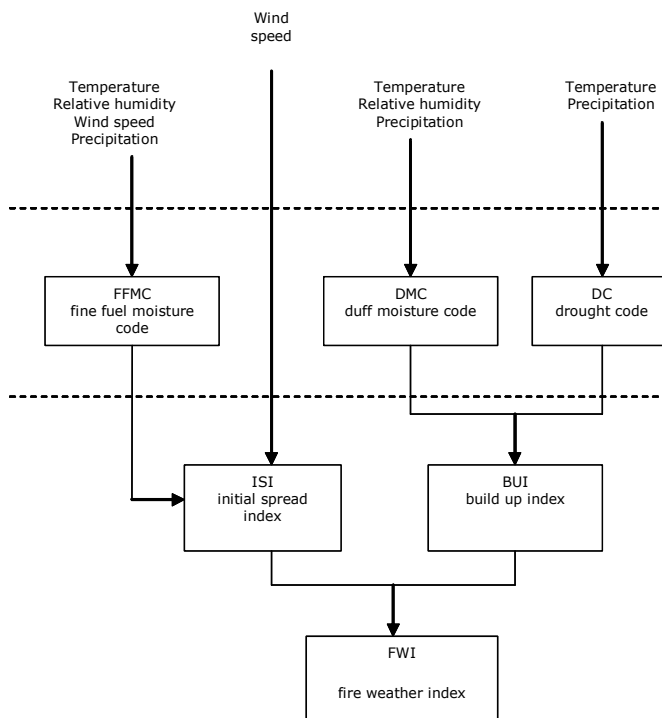 Wind
speed
Temperature
Relative humidity
Wind speed
Precipitation
Temperature
Relative humidity
Precipitation
Temperature
Precipitation
FFMC
fine fuel moisture
code
DMC
duff moisture code
DC
drought code
ISI
initial spread
index
BUI
build up index
FWI
fire weather index